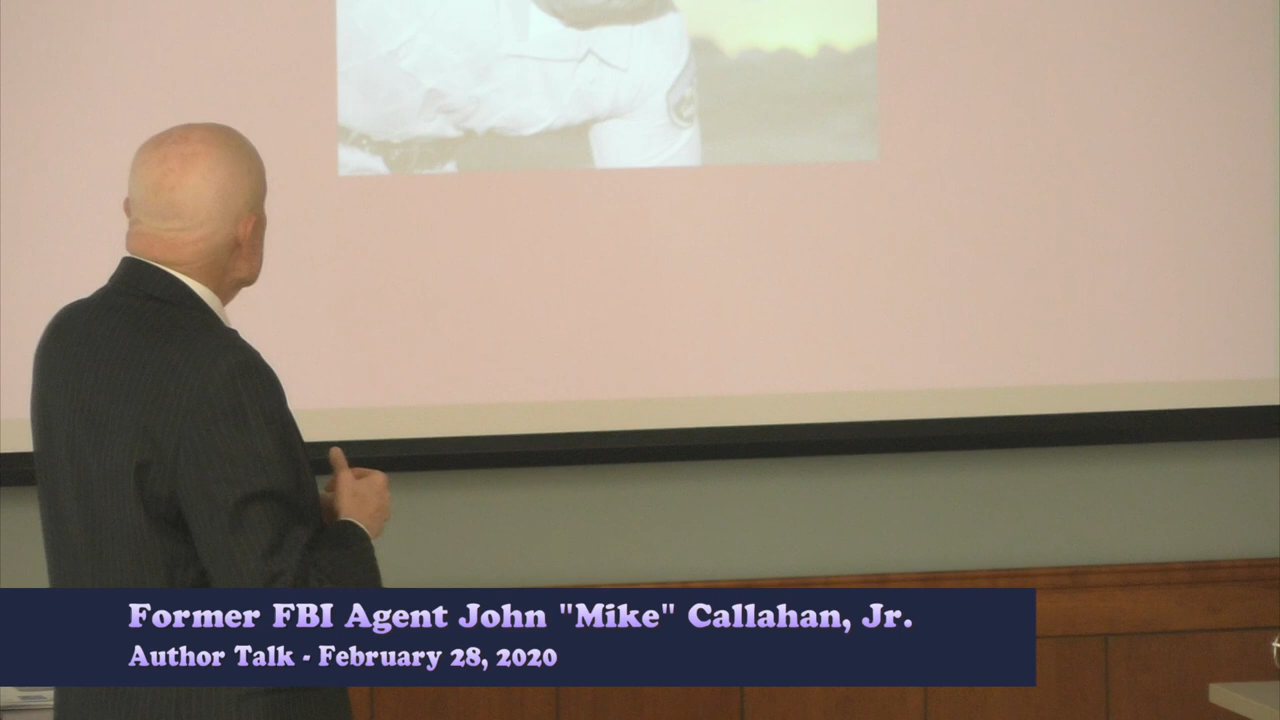 Former FBI Agent John "Mike" Callahan, Jr.
Author Talk - February 28, 2020